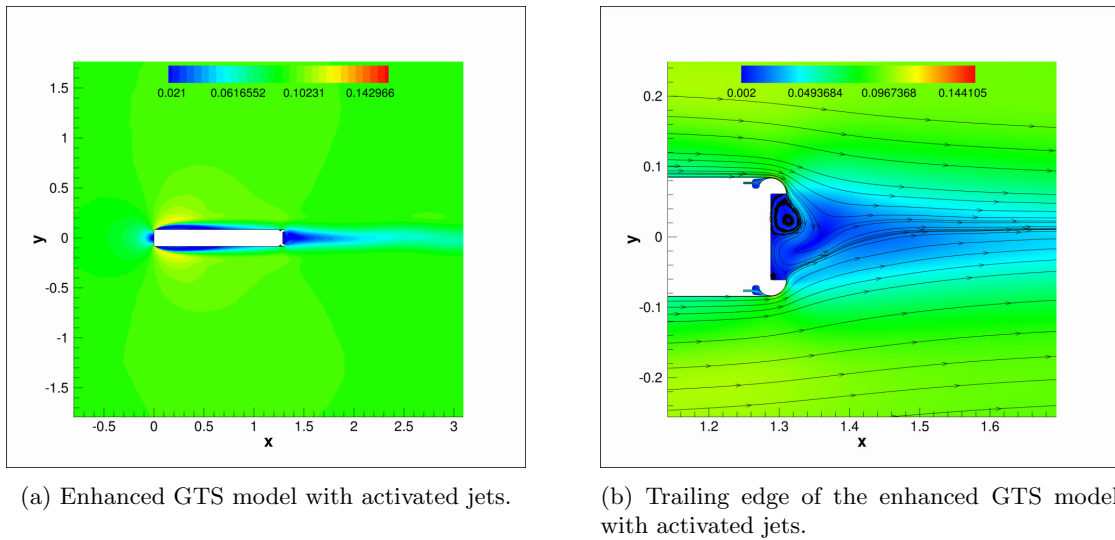 0.021 0.0616552 0.10231 0.142966
1.5
1
0.5
0
-0.5
-1
-1.5
y
-0.5 0 0.5 1 1.5 2 2.5 3
x
(a) Enhanced GTS model with activated jets.
0.002 0.0493684 0.0967368 0.144105
0.2
0.1
0
-0.1
-0.2
y
1.2 1.3 1.4 1.5 1.6
x
(b) Trailing edge of the enhanced GTS model
with activated jets.